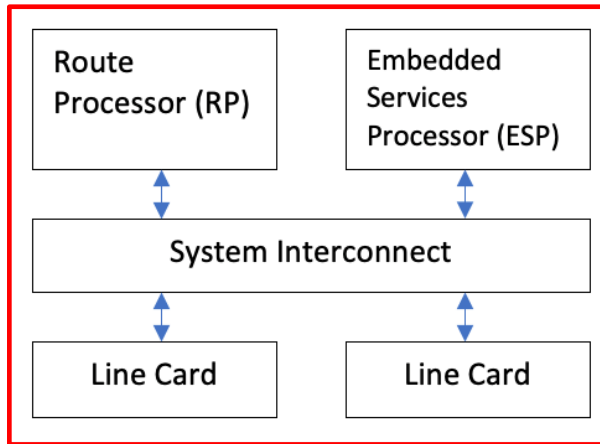 Route
Processor (RP)
Embedded
Services
Processor (ESP)
System Interconnect
Line Card
Line Card